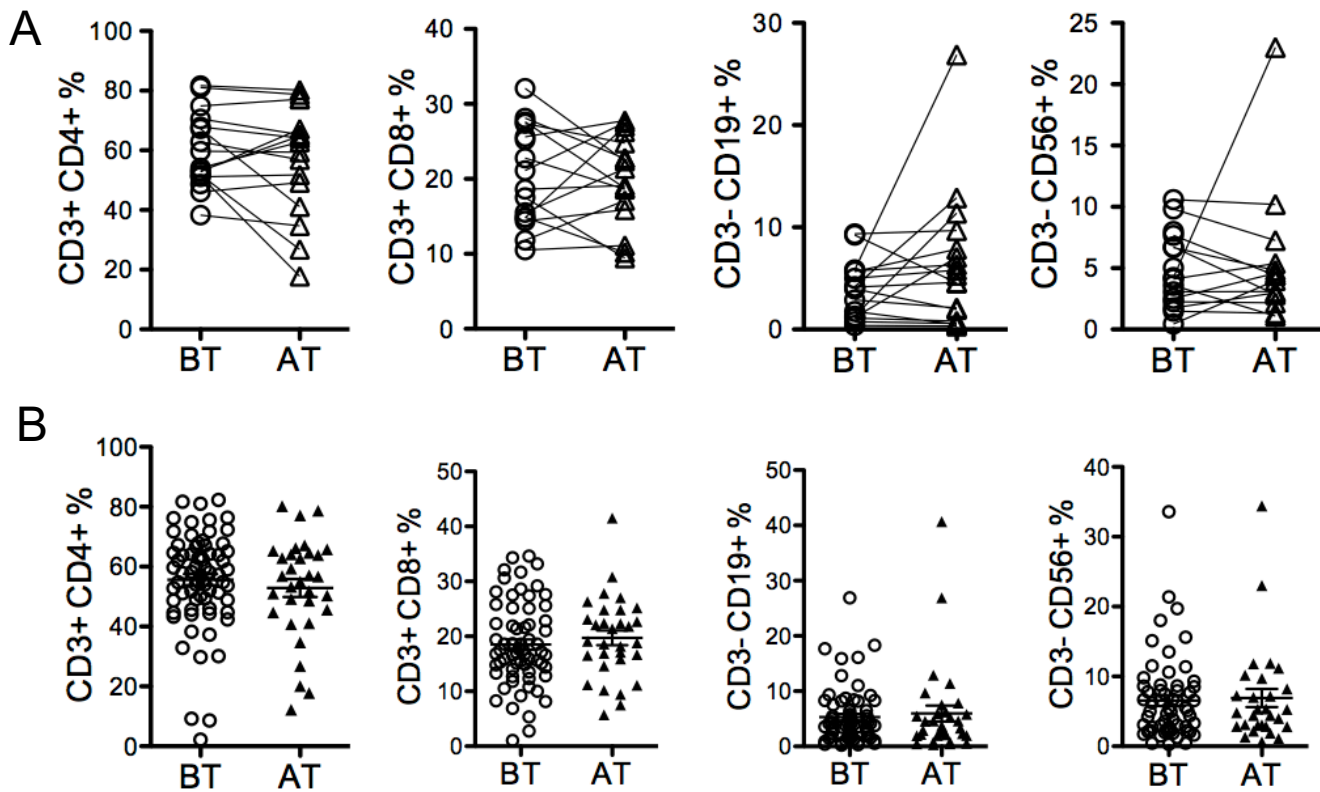 A
CD3+ CD4+ %
100
80
60
40
20
0
BT AT
CD3+ CD8+ %
40
30
20
10
0
BT AT
CD3- CD19+ %
30
20
10
0
BT AT
CD3- CD56+ %
25
20
15
10
5
0
BT AT
B
CD3+ CD4+ %
100
80
60
40
20
0
BT AT
CD3+ CD8+ %
50
40
30
20
10
0
BT AT
CD3- CD19+ %
50
40
30
20
10
0
BT AT
CD3- CD56+ %
40
30
20
10
0
BT AT